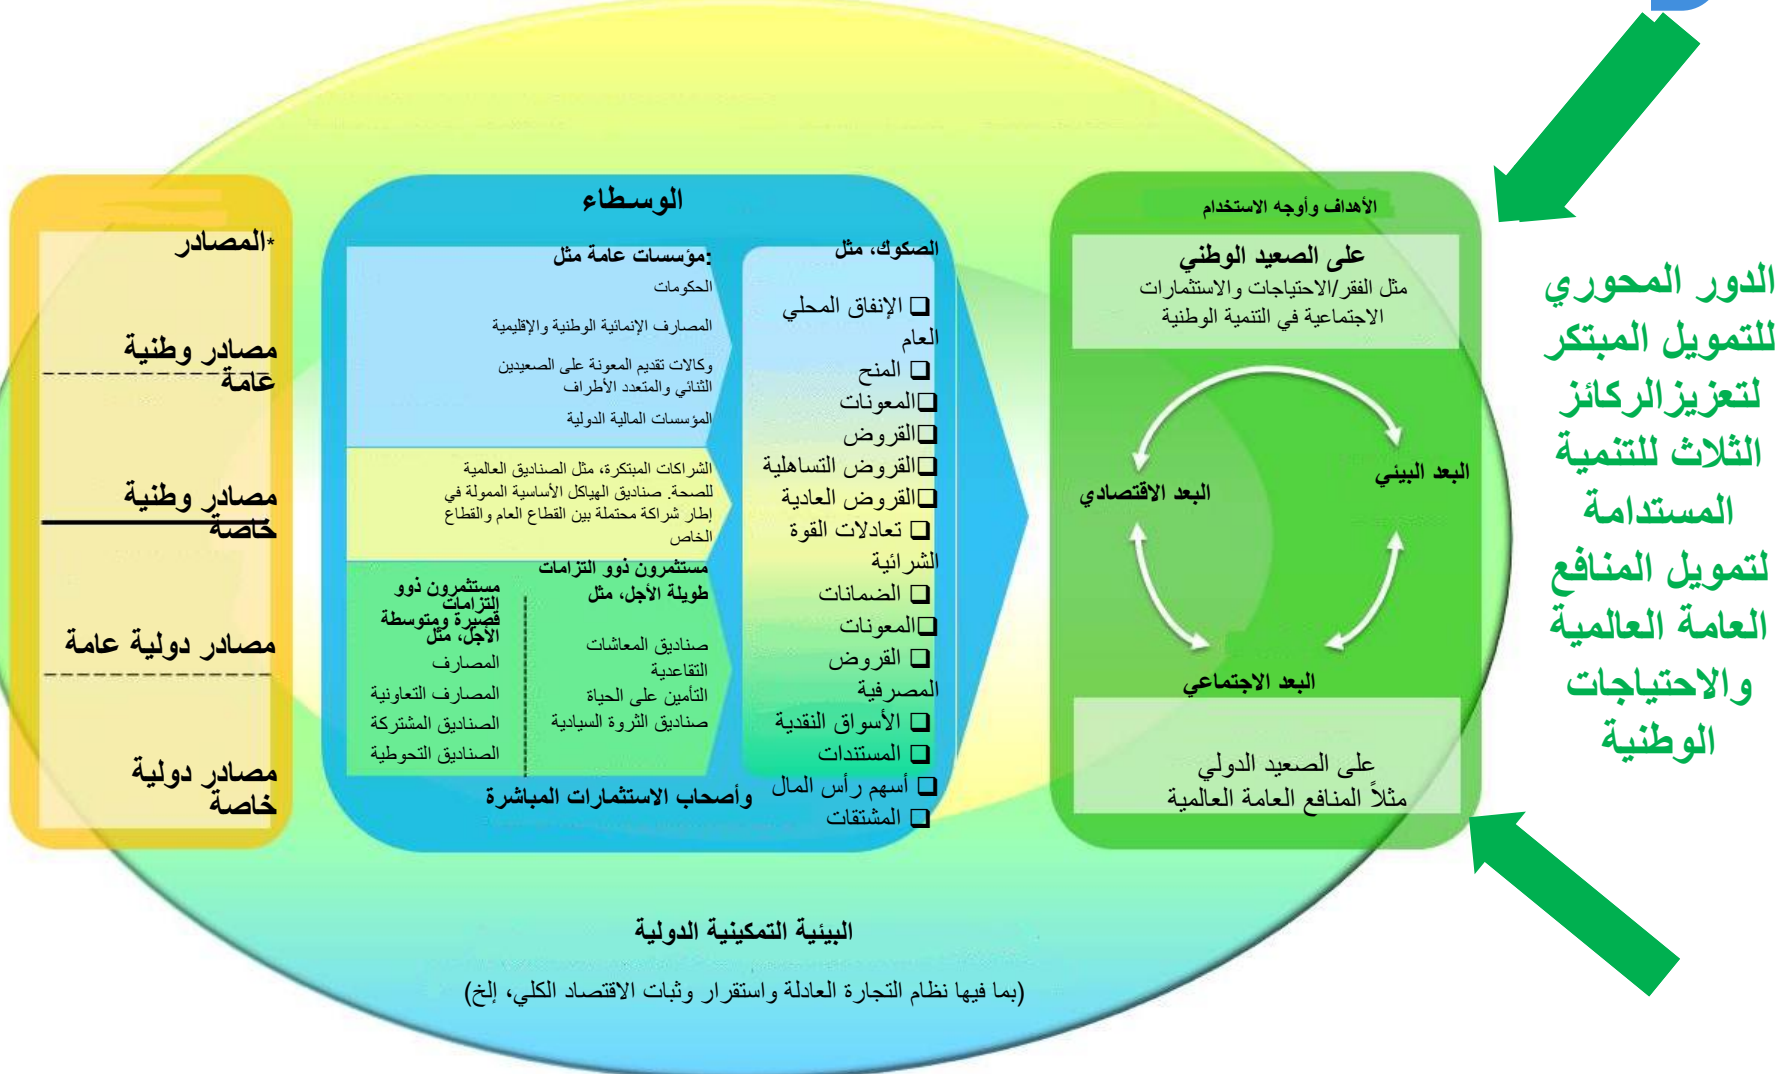 *المصادر
مصادر وطنية
عامة
مصادر وطنية
خاصة
مصادر دولية عامة
مصادر دولية
خاصة
الوسطاء
مؤسسات عامة مثل:
الحكومات
المصارف الإنمائية الوطنية والإقليمية
وكالات تقديم المعونة على الصعيدين
الثنائي والمتعدد الأطراف
المؤسسات المالية الدولية
الشراكات المبتكرة، مثل الصناديق العالمية
للصحة. صناديق الهياكل الأساسية الممولة في
إطار شراكة محتملة بين القطاع العام والقطاع
الخاص
مستثمرون ذوو التزامات
طويلة الأجل، مثل
صناديق المعاشات
التقاعدية
التأمين على الحياة
صناديق الثروة السيادية
مستثمرون ذوو
التزامات
قصيرة ومتوسطة
الأجل، مثل
المصارف
المصارف التعاونية
الصناديق المشتركة
الصناديق التحوطية
وأصحاب الاستثمارات المباشرة
الصكوك، مثل
❑ الإنفاق المحلي
العام
❑ المنح
❑المعونات
❑القروض
❑القروض التساهلية
❑القروض العادية
❑ تعادلات القوة
الشرائية
❑ الضمانات
❑المعونات
❑ القروض
المصرفية
❑ الأسواق النقدية
❑ المستندات
❑ أسهم رأس المال
❑ المشتقات
الأهداف وأوجه الاستخدام
على الصعيد الوطني
مثل الفقر/الاحتياجات والاستثمارات
الاجتماعية في التنمية الوطنية
البعد البيئي
البعد الاقتصادي
البعد الاجتماعي
على الصعيد الدولي
مثلاً المنافع العامة العالمية
الدور المحوري
للتمويل المبتكر
لتعزيزالركائز
الثلاث للتنمية
المستدامة
لتمويل المنافع
العامة العالمية
والاحتياجات
الوطنية
البيئية التمكينية الدولية
(بما فيها نظام التجارة العادلة واستقرار وثبات الاقتصاد الكلي، إلخ)